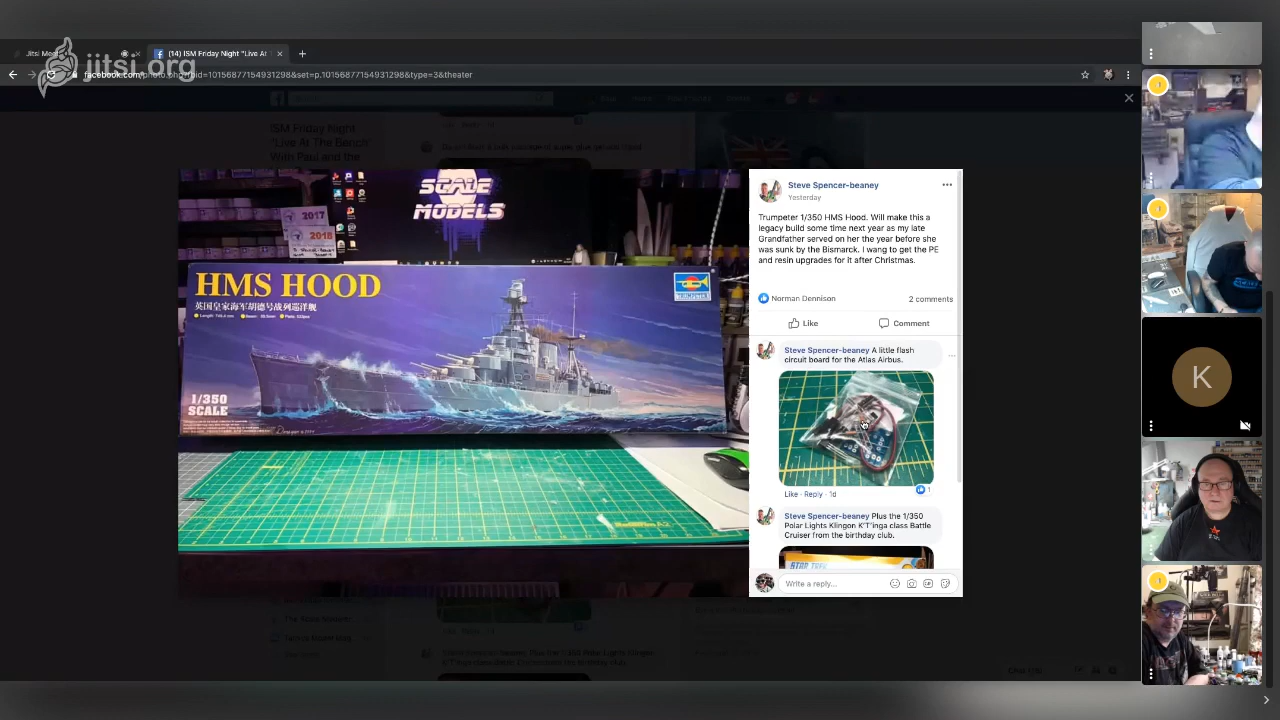 Jitsi Mee
(14) ISM Friday Night "Live At T
jitsi.org
facebook.com/photo.php?fbid=10156877154931298&set=p.10156877154931298&type=3&theater
ISM Friday Night
"Live At The Bench"
With Paul and the
SCALE
MODELS
2017
2018
HMS HOOD
英国皇家海军胡德号战列巡洋舰
1/350
SCALE
TRUMPETER
Steve Spencer-beaney
Yesterday
Trumpeter 1/350 HMS Hood. Will make this a
legacy build some time next year as my late
Grandfather served on her the year before she
was sunk by the Bismarck. I wang to get the PE
and resin upgrades for it after Christmas.
Norman Dennison
2 comments
Like
Comment
Steve Spencer-beaney A little flash
circuit board for the Atlas Airbus.
Like · Reply · 1d
1
Steve Spencer-beaney Plus the 1/350
Polar Lights Klingon K'T'inga class Battle
Cruiser from the birthday club.
STAR TREK
Write a reply...
K